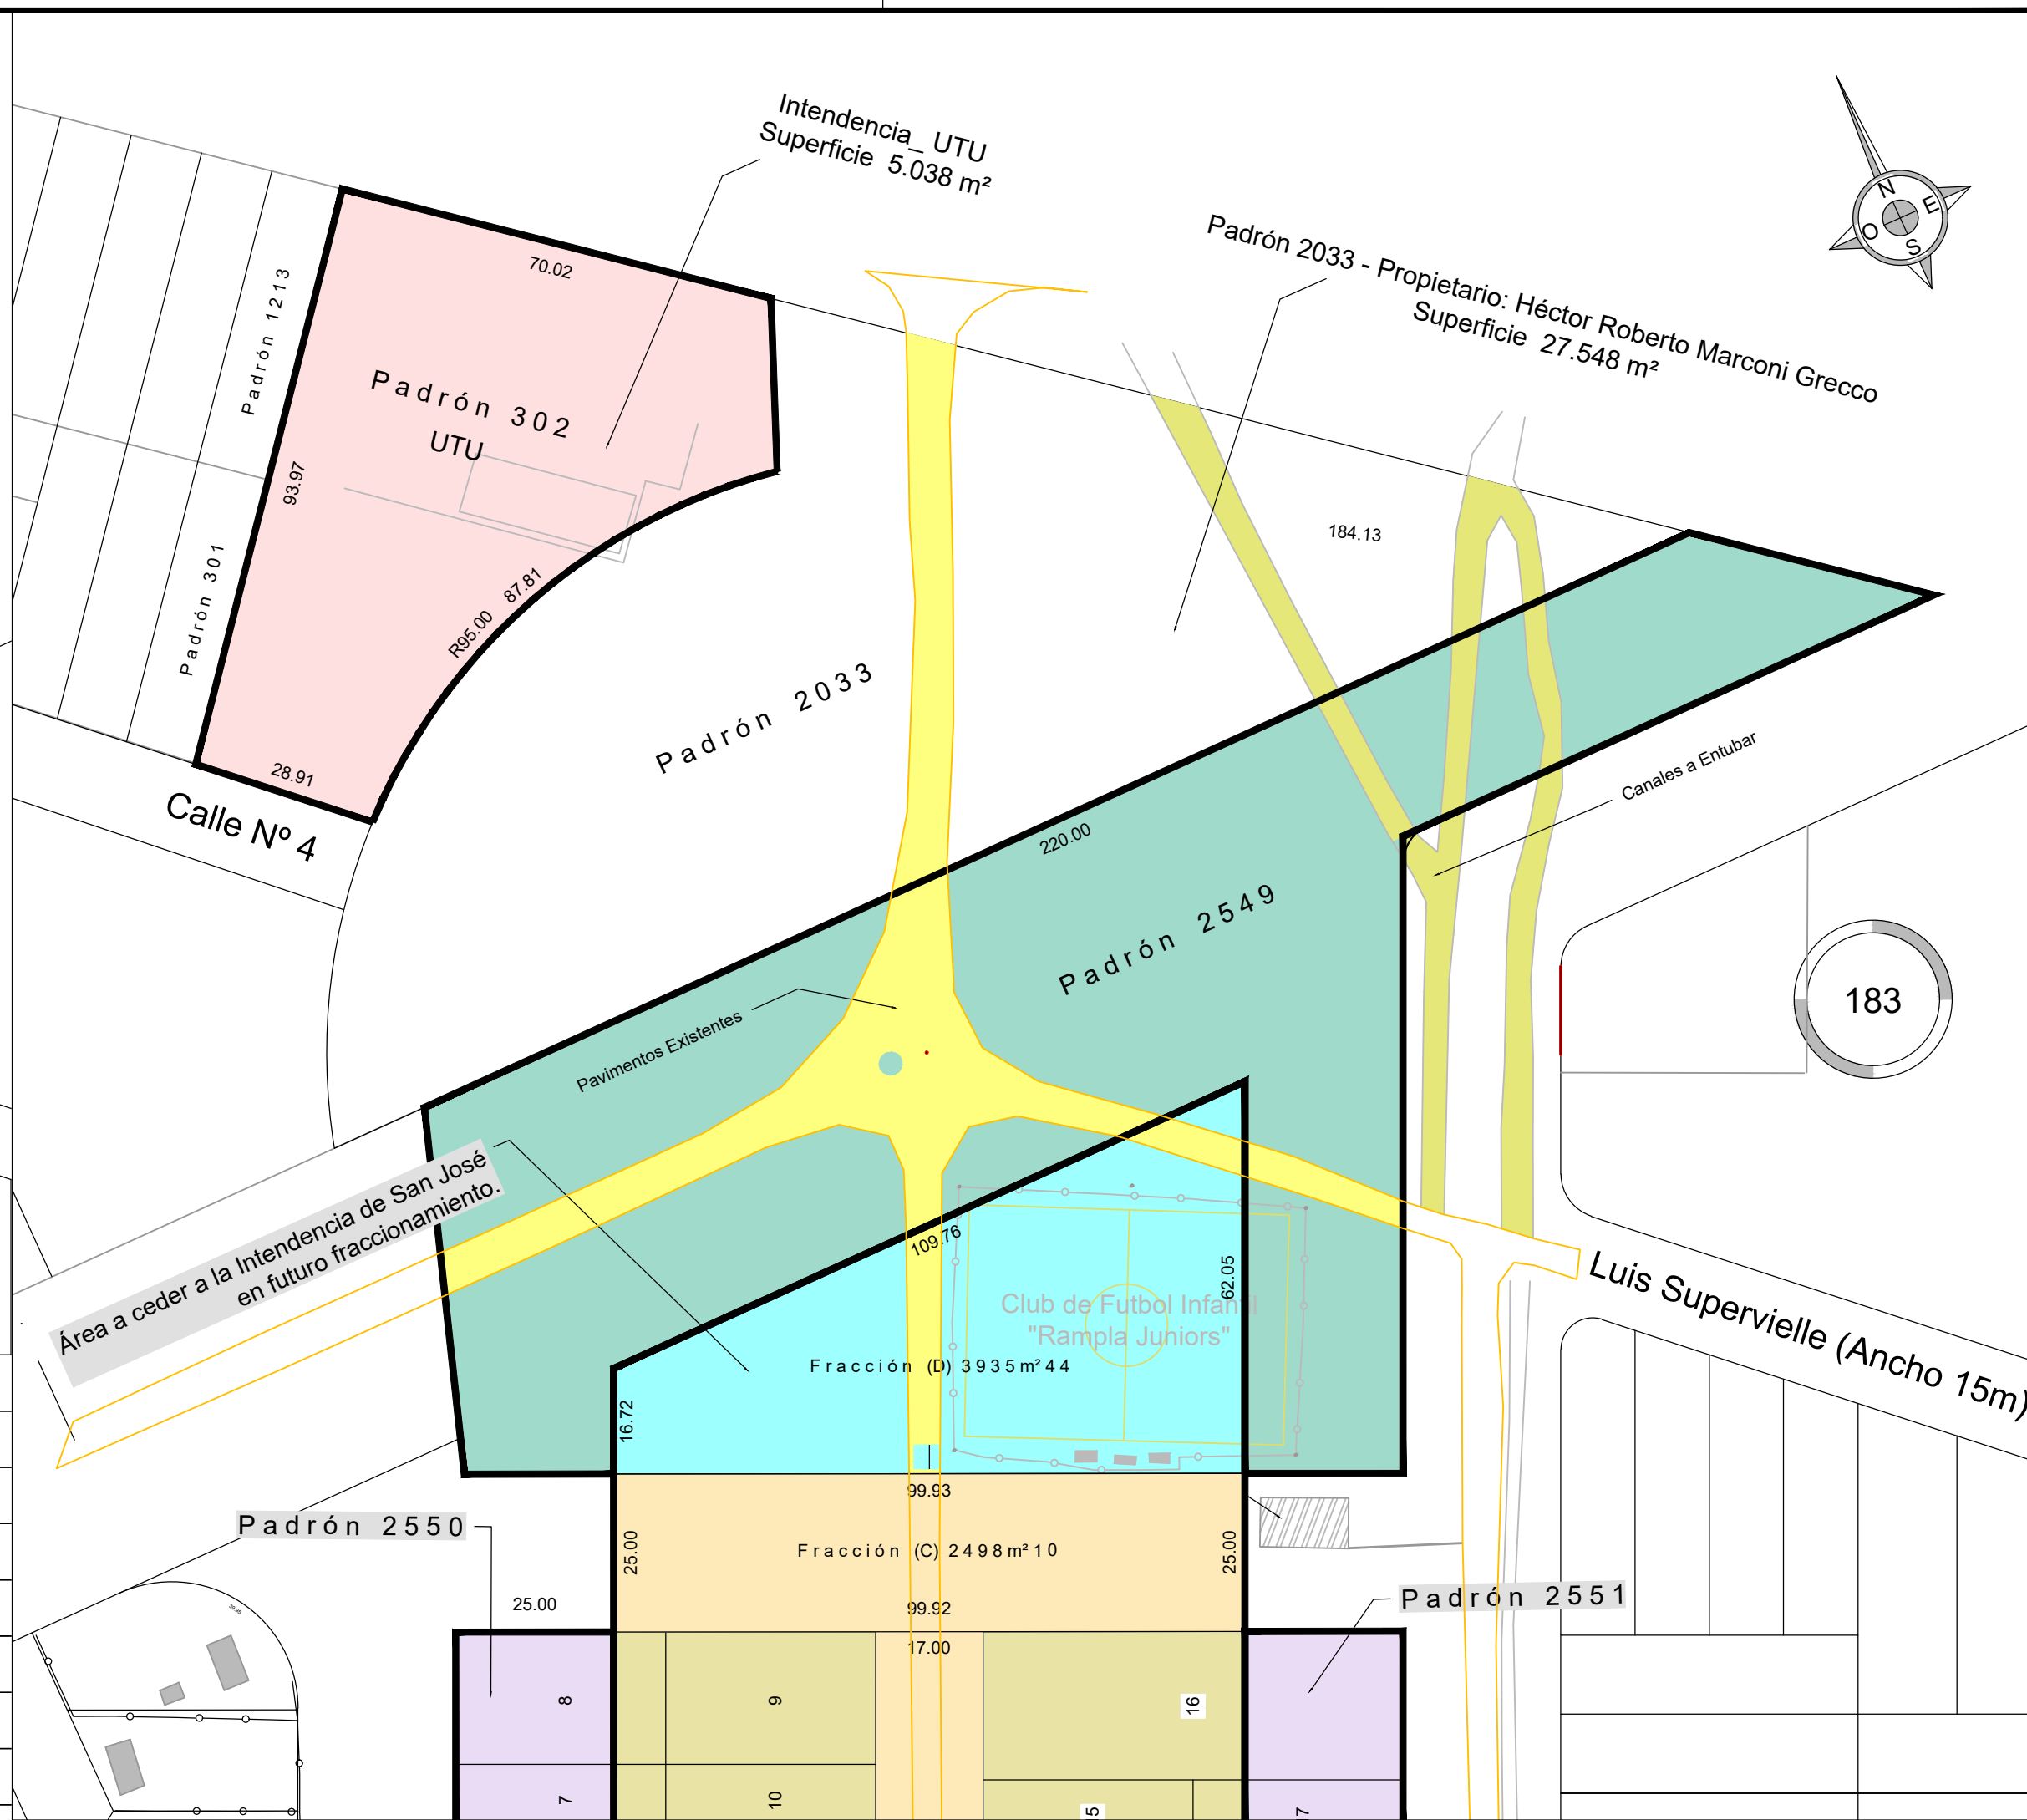 Intendencia_ UTU
Superficie 5.038 m²
N
E
O
S
Padrón 2033 - Propietario: Héctor Roberto Marconi Grecco
Superficie 27.548 m²
70.02
Padrón 1213
Padrón 302
UTU
93.97
184.13
Padrón 301
87.81
R95.00
Padrón 2033
28.91
Calle Nº 4
Canales a Entubar
220.00
Padrón 2549
183
Pavimentos Existentes
Área a ceder a la Intendencia de San José
en futuro fraccionamiento.
109.76
62.05
Luis Supervielle (Ancho 15m)
Club de Futbol Infantil
"Rampla Juniors"
Fracción (D) 3935m²44
16.72
99.93
Padrón 2550
25.00
Fracción (C) 2498m²10
25.00
25.00
99.92
Padrón 2551
17.00
8
9
16
7
10
5
7